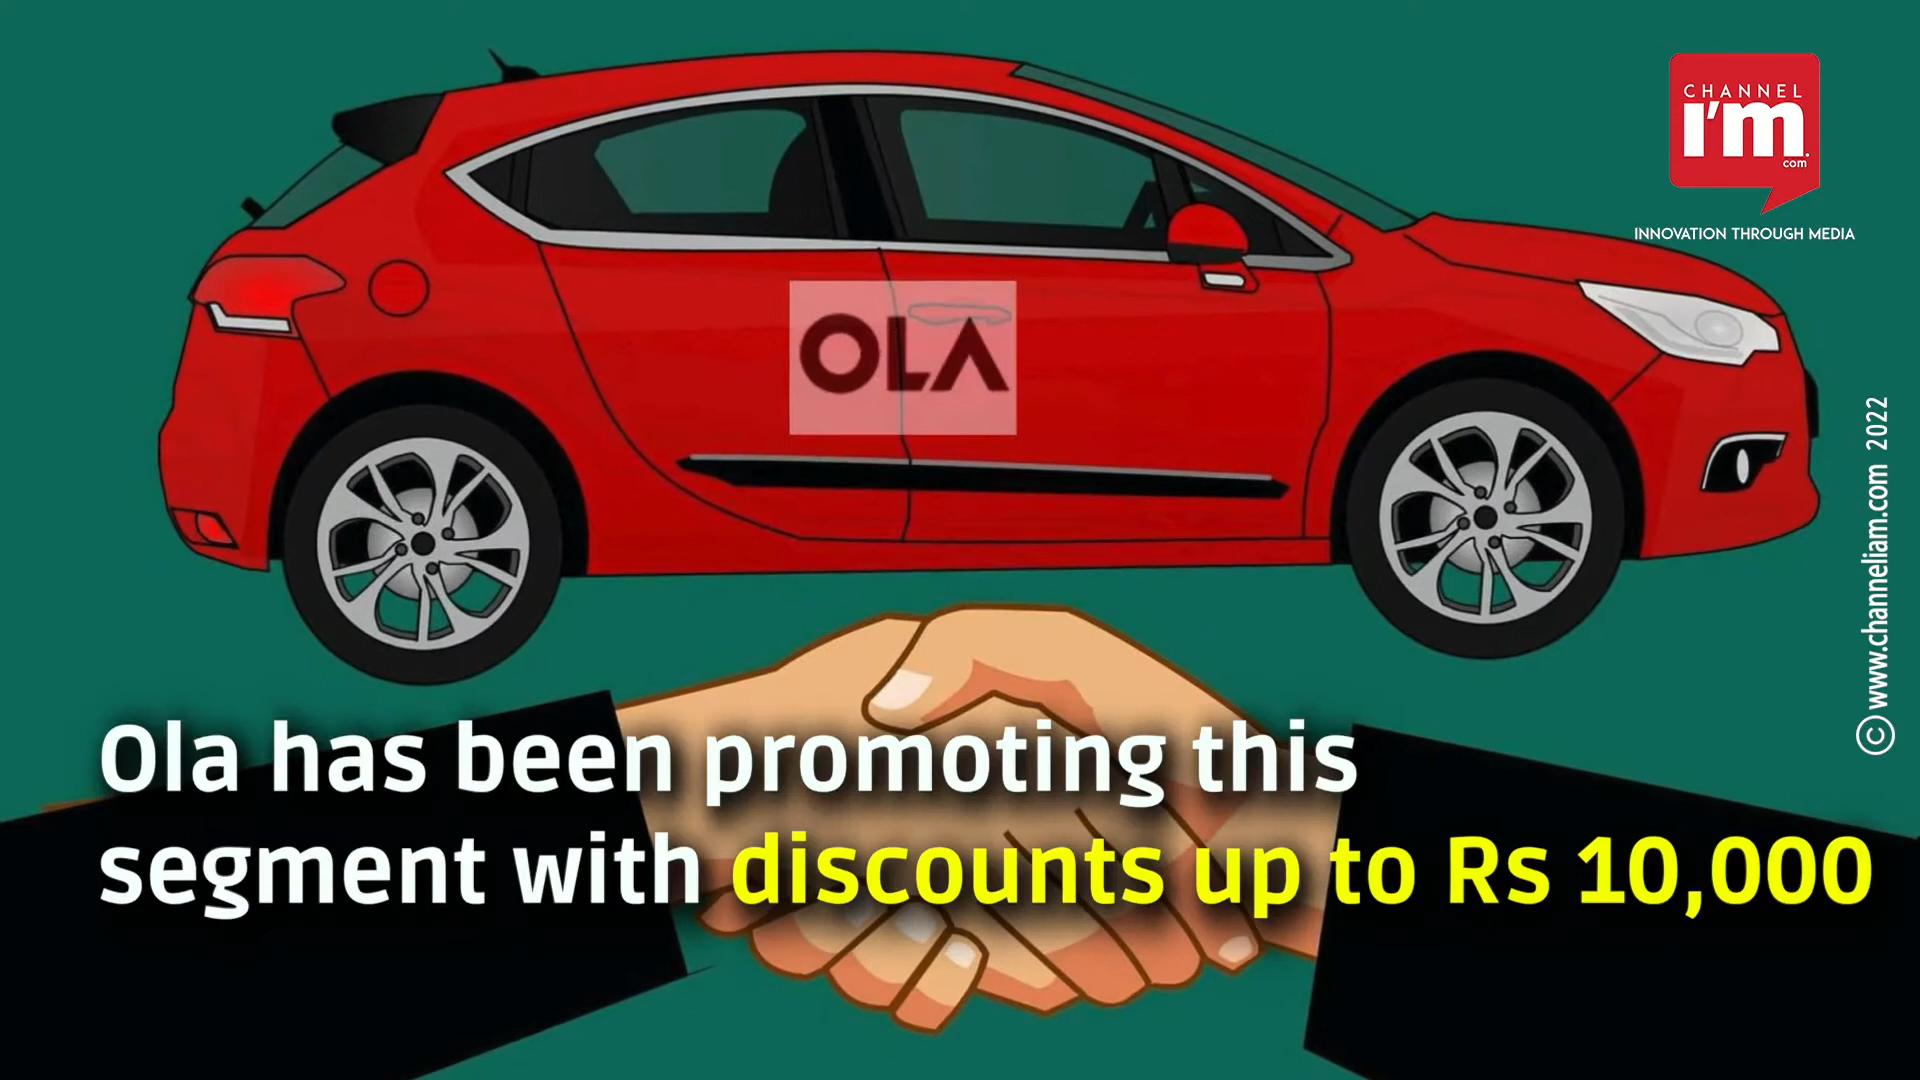 CHANNEL
I'm
.com
INNOVATION THROUGH MEDIA
OLA
© www.channeliam.com 2022
Ola has been promoting this
segment with discounts up to Rs 10,000